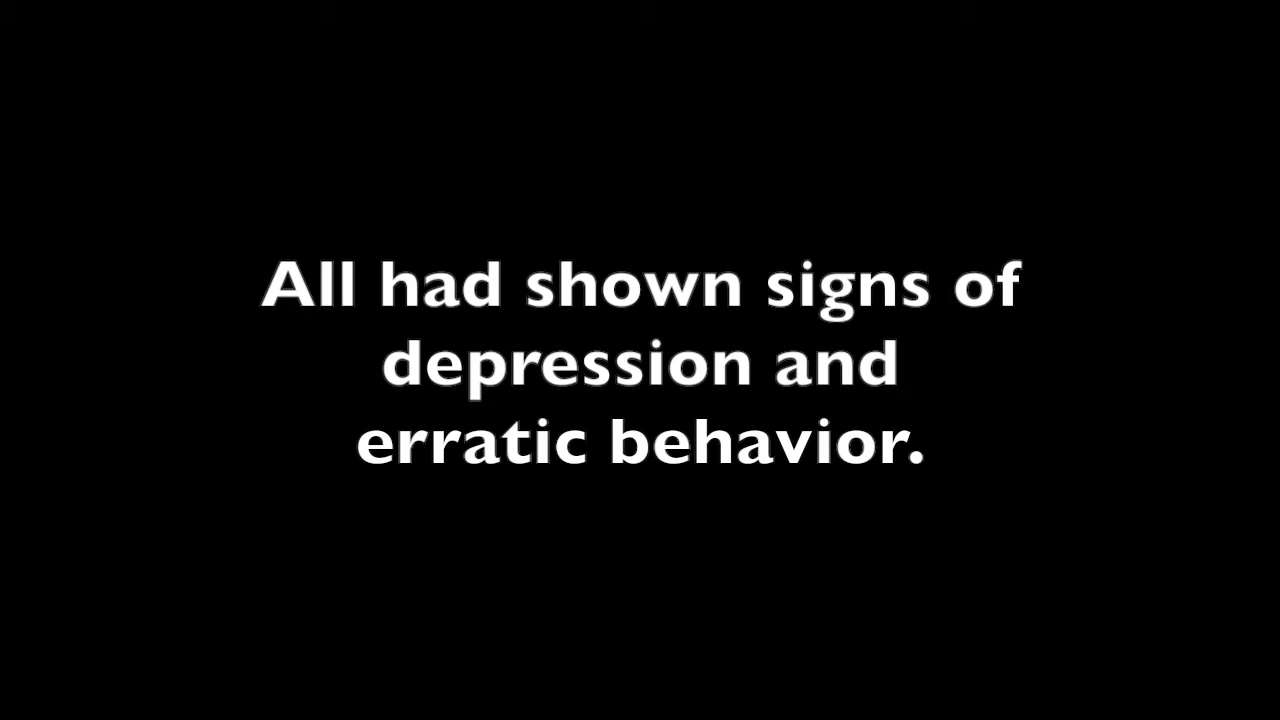 All had shown signs of
depression and
erratic behavior.